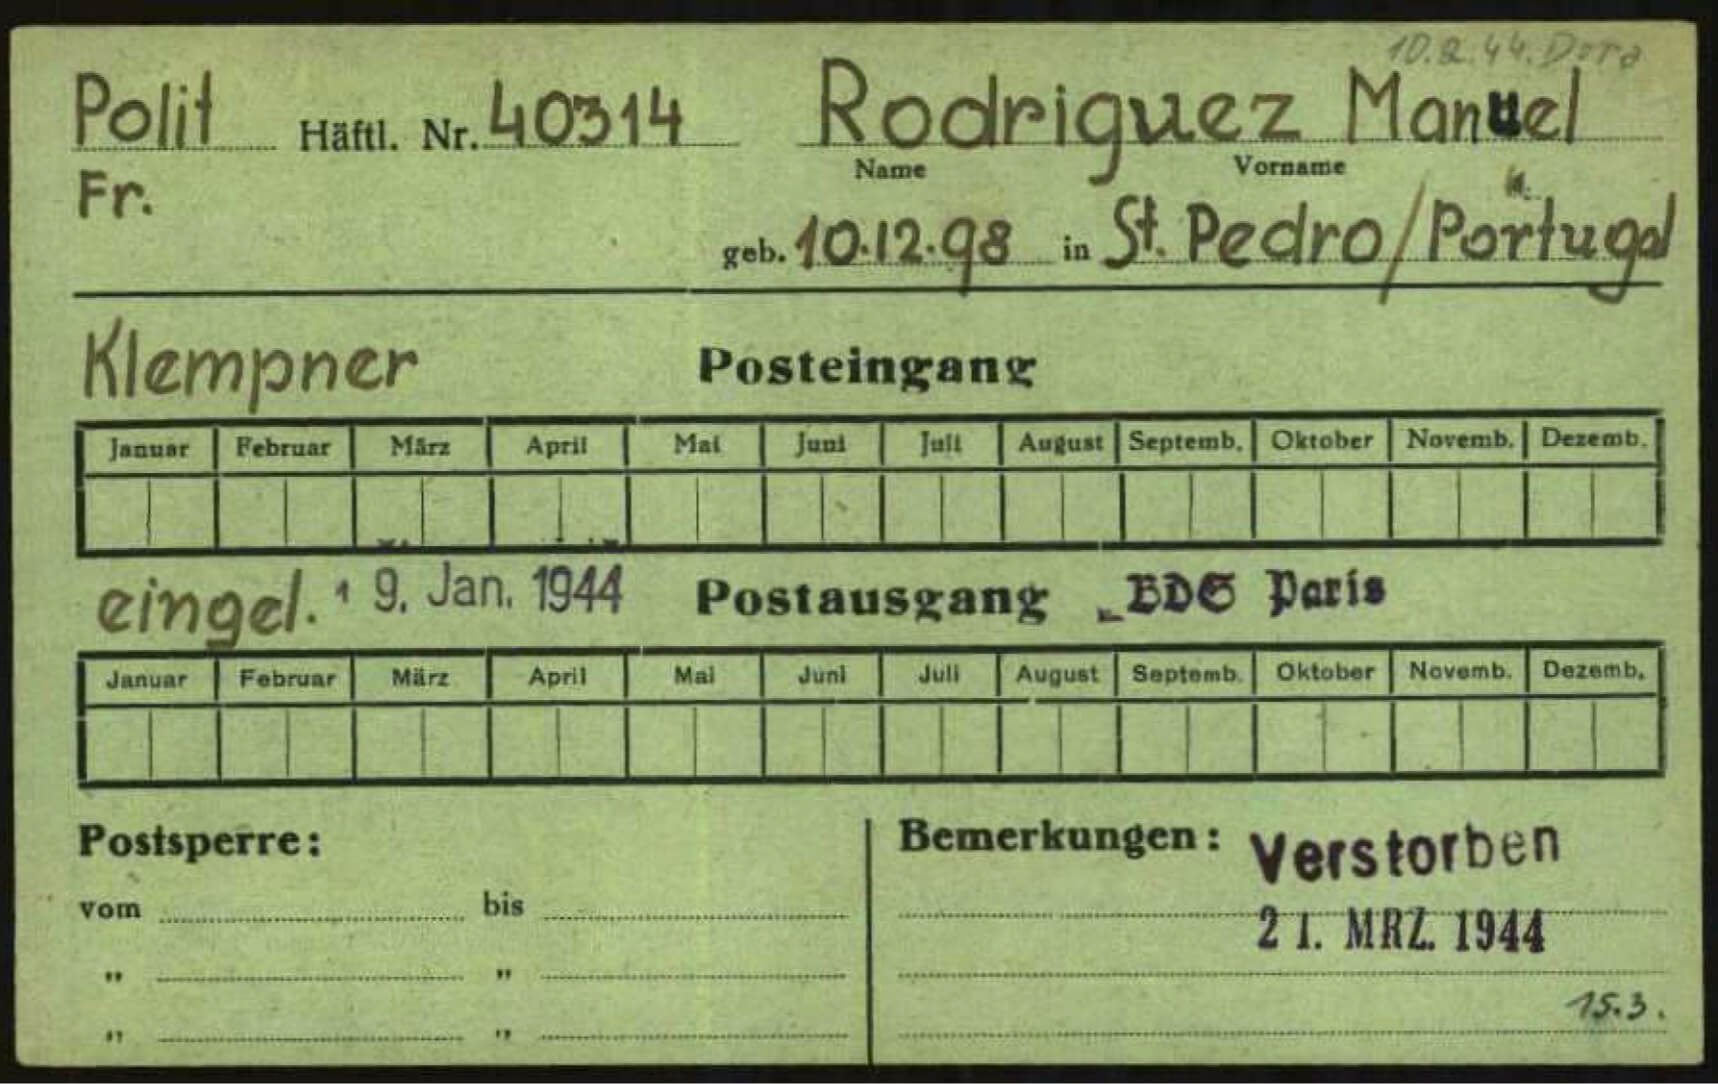 10.2.44. Dora
Polit Häftl. Nr. 40314 Rodriguez Manuel
Name Vorname
Fr.
geb. 10.12.98 in St. Pedro/Portugal
Klempner Posteingang
Januar Februar März April Mai Juni Juli August Septemb. Oktober Novemb. Dezemb.
eingel. 19. Jan. 1944 Postausgang BDS Paris
Januar Februar März April Mai Juni Juli August Septemb. Oktober Novemb. Dezemb.
Postsperre: Bemerkungen: Verstorben
vom bis
21. MRZ. 1944
" "
15.3.
" "